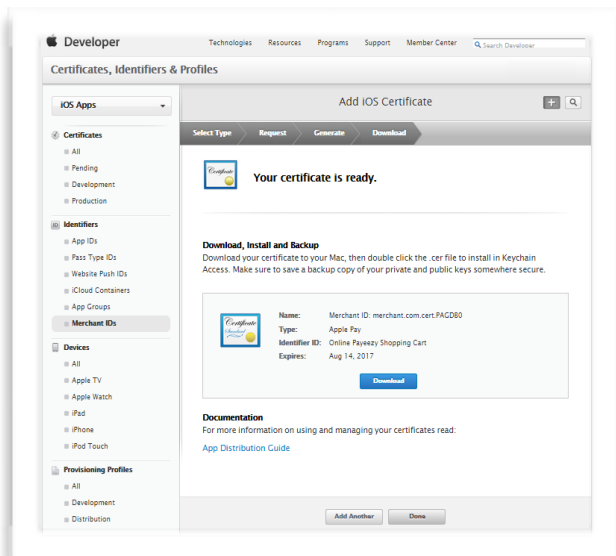 Developer
Technologies Resources Programs Support Member Center Search Developer
Certificates, Identifiers & Profiles
iOS Apps
Add iOS Certificate
Certificates
All
Pending
Development
Production
Identifiers
App IDs
Pass Type IDs
Website Push IDs
iCloud Containers
App Groups
Merchant IDs
Devices
All
Apple TV
Apple Watch
iPad
iPhone
iPod Touch
Provisioning Profiles
All
Development
Distribution
Select Type Request Generate Download
Certificate
Your certificate is ready.
Download, Install and Backup
Download your certificate to your Mac, then double click the .cer file to install in Keychain
Access. Make sure to save a backup copy of your private and public keys somewhere secure.
Certificate
Standard
Name: Merchant ID: merchant.com.cert.PAGDB0
Type: Apple Pay
Identifier ID: Online Payeezy Shopping Cart
Expires: Aug 14, 2017
Download
Documentation
For more information on using and managing your certificates read:
App Distribution Guide
Add Another Done